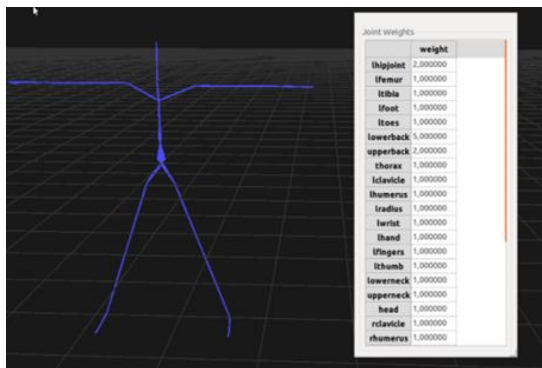 Joint Weights
weight
lhipjoint 2,000000
lfemur 1,000000
ltibia 1,000000
lfoot 1,000000
ltoes 1,000000
lowerback 5,000000
upperback 2,000000
thorax 1,000000
lclavicle 1,000000
lhumerus 1,000000
lradius 1,000000
lwrist 1,000000
lhand 1,000000
lfingers 1,000000
lthumb 1,000000
lowerneck 1,000000
upperneck 1,000000
head 1,000000
rclavicle 1,000000
rhumerus 1,000000